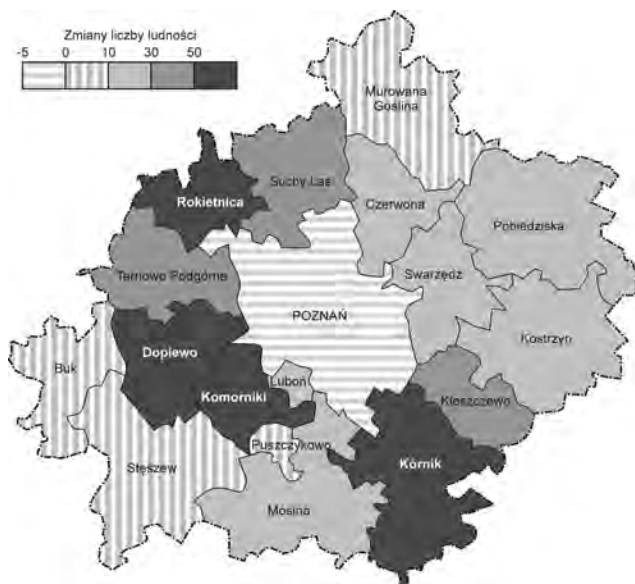 Zmiany liczby ludności
-5 0 10 30 50
Murowana
Goślina
Suchy Las
Rokietnica
Czerwona
Pobiedziska
Tarnowo Podgórne
Swarzędz
POZNAŃ
Kostrzyn
Dopiewo
Buk
Luboń
Komorniki
Kleszczewo
Puszczykowo
Kórnik
Stęszew
Mosina